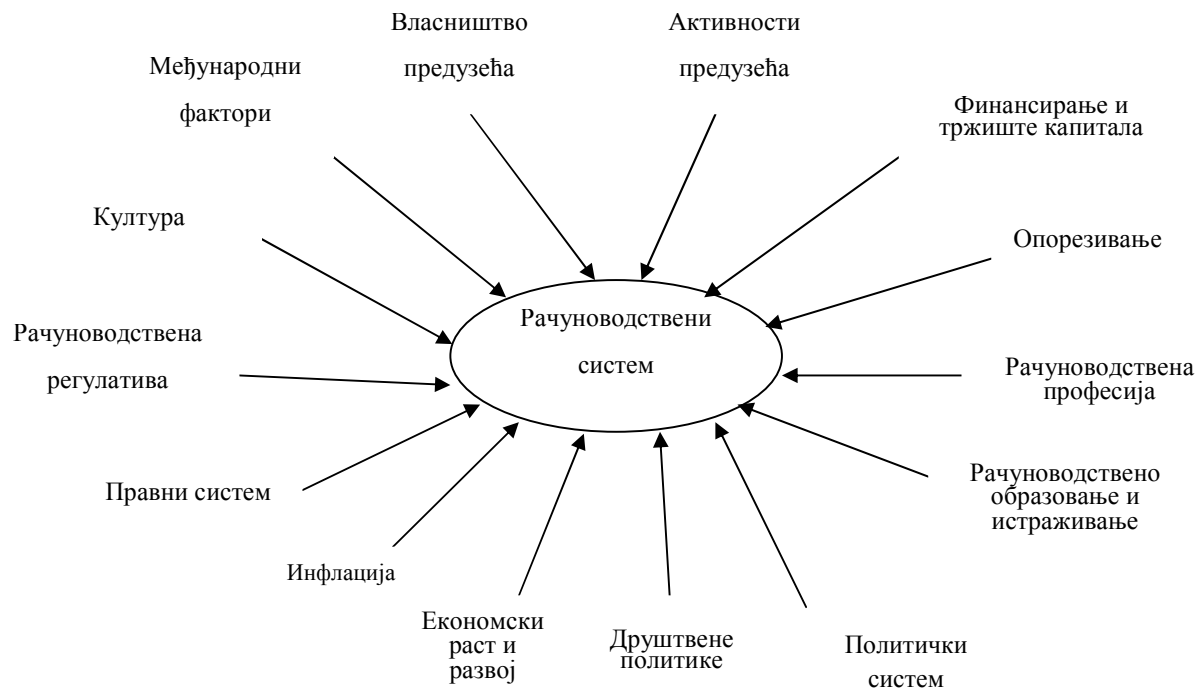 Власништво
предузећа
Активности
предузећа
Међународни
фактори
Финансирање и
тржиште капитала
Култура
Опорезивање
Рачуноводствени
систем
Рачуноводствена
регулатива
Рачуноводствена
професија
Правни систем
Рачуноводствено
образовање и
истраживање
Инфлација
Економски
раст и
развој
Друштвене
политике
Политички
систем